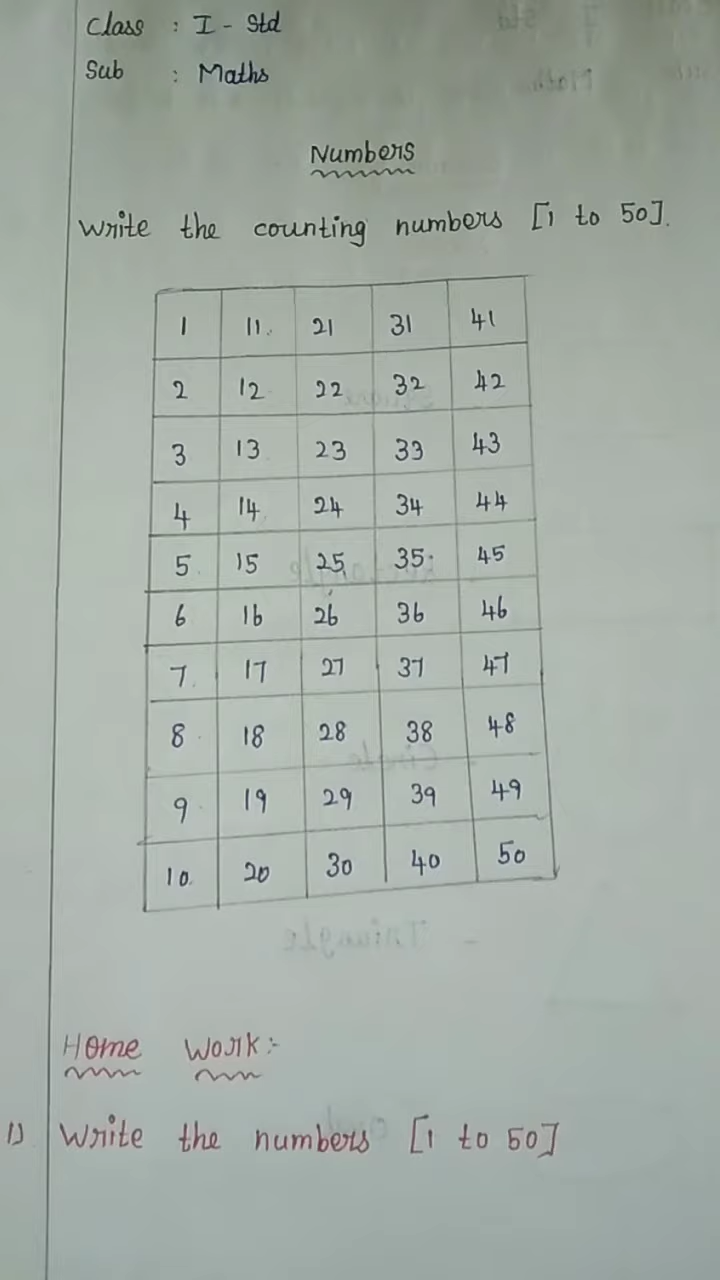 Class : I - Std
Sub : Maths
Numbers
Write the counting numbers [1 to 50].
1 11 21 31 41
2 12 22 32 42
3 13 23 33 43
4 14 24 34 44
5 15 25 35 45
6 16 26 36 46
7 17 27 37 47
8 18 28 38 48
9 19 29 39 49
10 20 30 40 50
Home Work:-
1) Write the numbers [1 to 50]